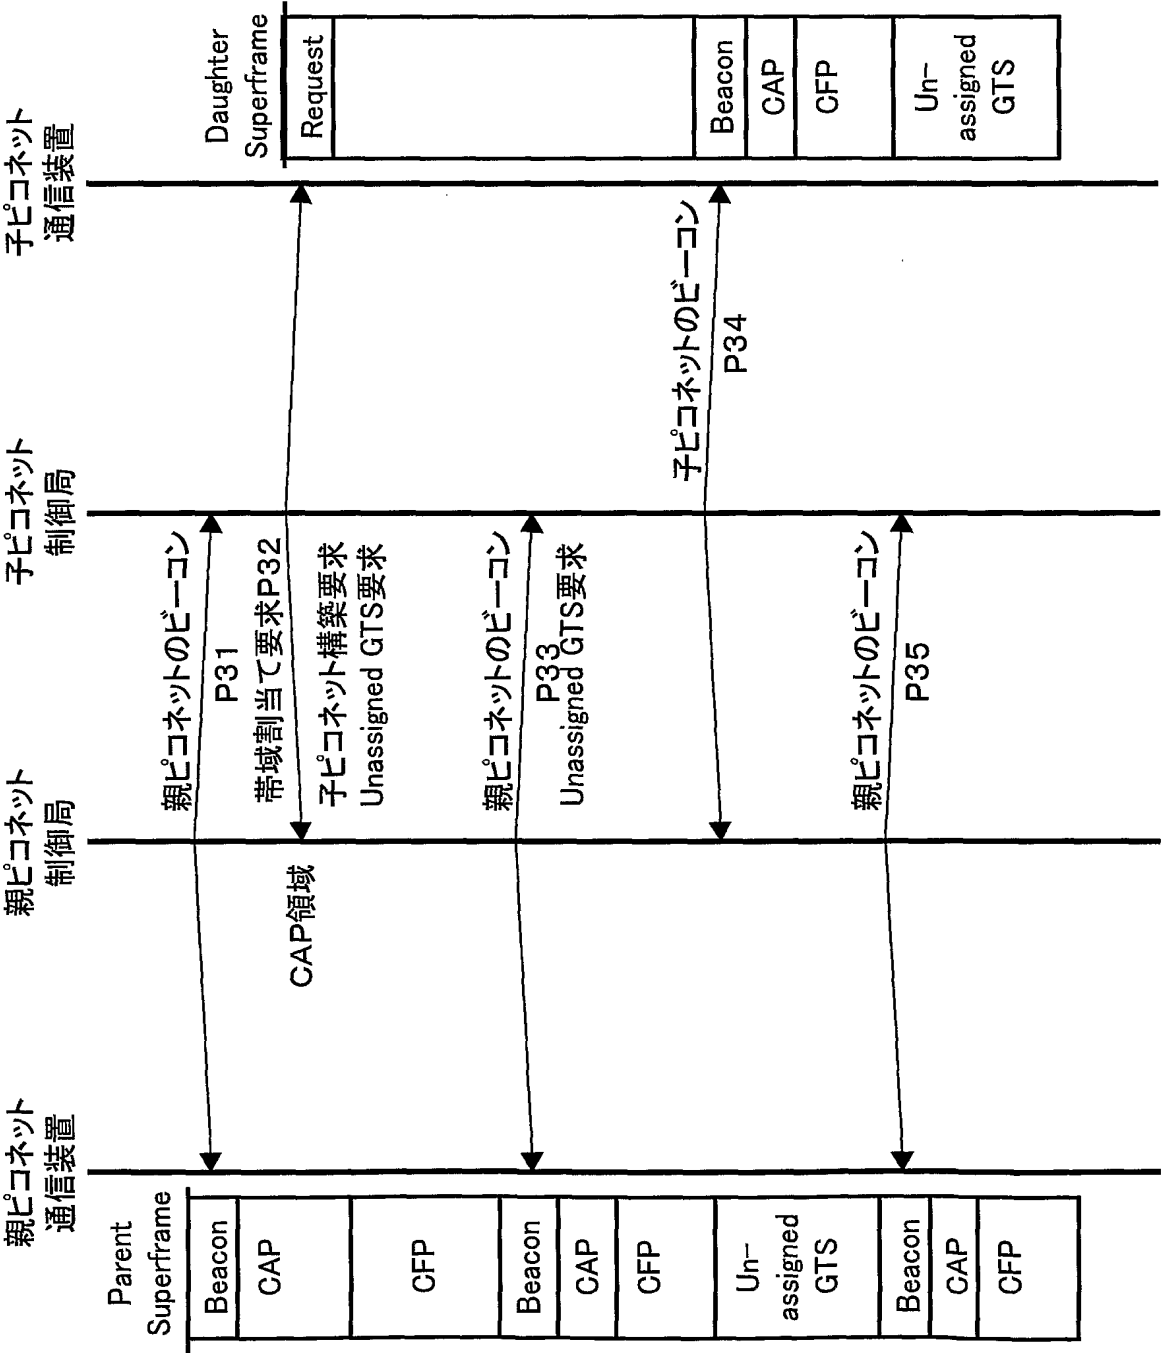 親ピコネット
通信装置
親ピコネット
制御局
子ピコネット
制御局
子ピコネット
通信装置
Parent
Superframe
Beacon
CAP
CFP
Beacon
CAP
CFP
Un-
assigned
GTS
Beacon
CAP
CFP
親ピコネットのビーコン
P31
帯域割当て要求P32
子ピコネット構築要求
Unassigned GTS要求
CAP領域
親ピコネットのビーコン
P33
Unassigned GTS要求
子ピコネットのビーコン
P34
親ピコネットのビーコン
P35
Daughter
Superframe
Request
Beacon
CAP
CFP
Un-
assigned
GTS